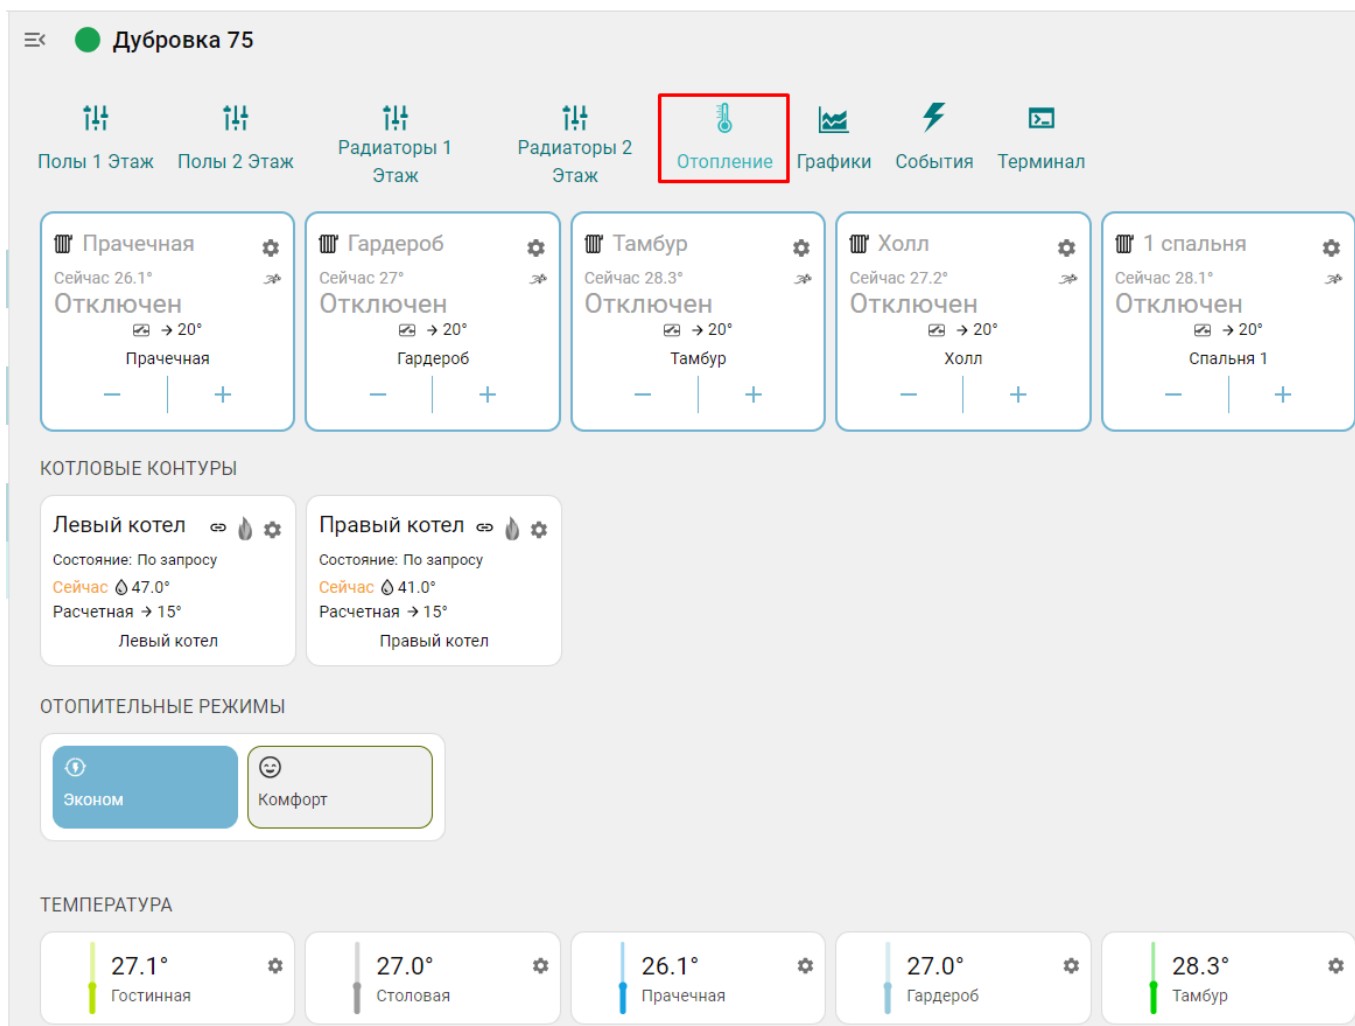 Дубровка 75
Полы 1 Этаж
Полы 2 Этаж
Радиаторы 1
Этаж
Радиаторы 2
Этаж
Отопление
Графики
События
Терминал
Прачечная
Сейчас 26.1°
Отключен
→ 20°
Прачечная
− +
Гардероб
Сейчас 27°
Отключен
→ 20°
Гардероб
− +
Тамбур
Сейчас 28.3°
Отключен
→ 20°
Тамбур
− +
Холл
Сейчас 27.2°
Отключен
→ 20°
Холл
− +
1 спальня
Сейчас 28.1°
Отключен
→ 20°
Спальня 1
− +
КОТЛОВЫЕ КОНТУРЫ
Левый котел
Состояние: По запросу
Сейчас 47.0°
Расчетная → 15°
Левый котел
Правый котел
Состояние: По запросу
Сейчас 41.0°
Расчетная → 15°
Правый котел
ОТОПИТЕЛЬНЫЕ РЕЖИМЫ
Эконом
Комфорт
ТЕМПЕРАТУРА
27.1°
Гостинная
27.0°
Столовая
26.1°
Прачечная
27.0°
Гардероб
28.3°
Тамбур